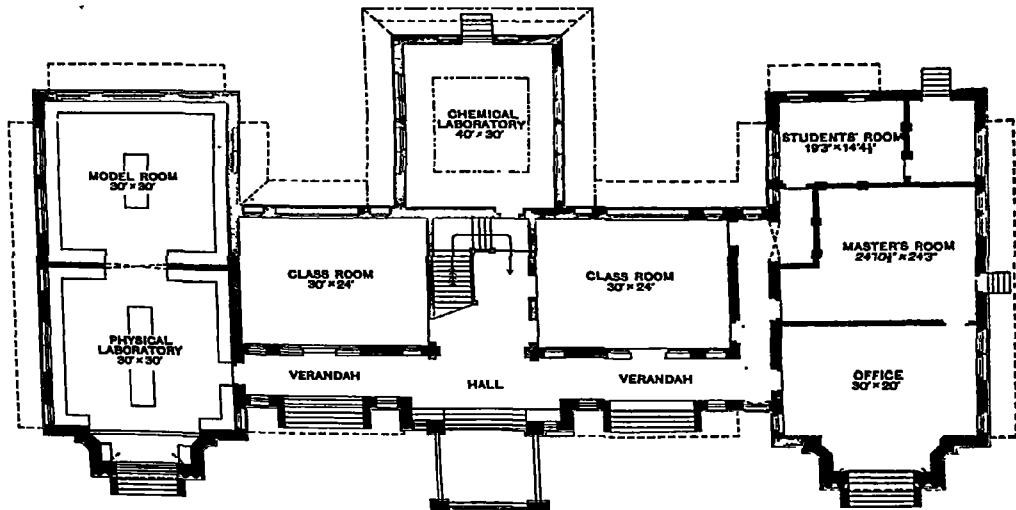 CHEMICAL
LABORATORY
40' × 30'
STUDENTS' ROOM
19'3" × 14'4½"
MODEL ROOM
30' × 30'
CLASS ROOM
30' × 24'
CLASS ROOM
30' × 24'
MASTER'S ROOM
24'10½" × 24'3"
PHYSICAL
LABORATORY
30' × 30'
VERANDAH
HALL
VERANDAH
OFFICE
30' × 20'